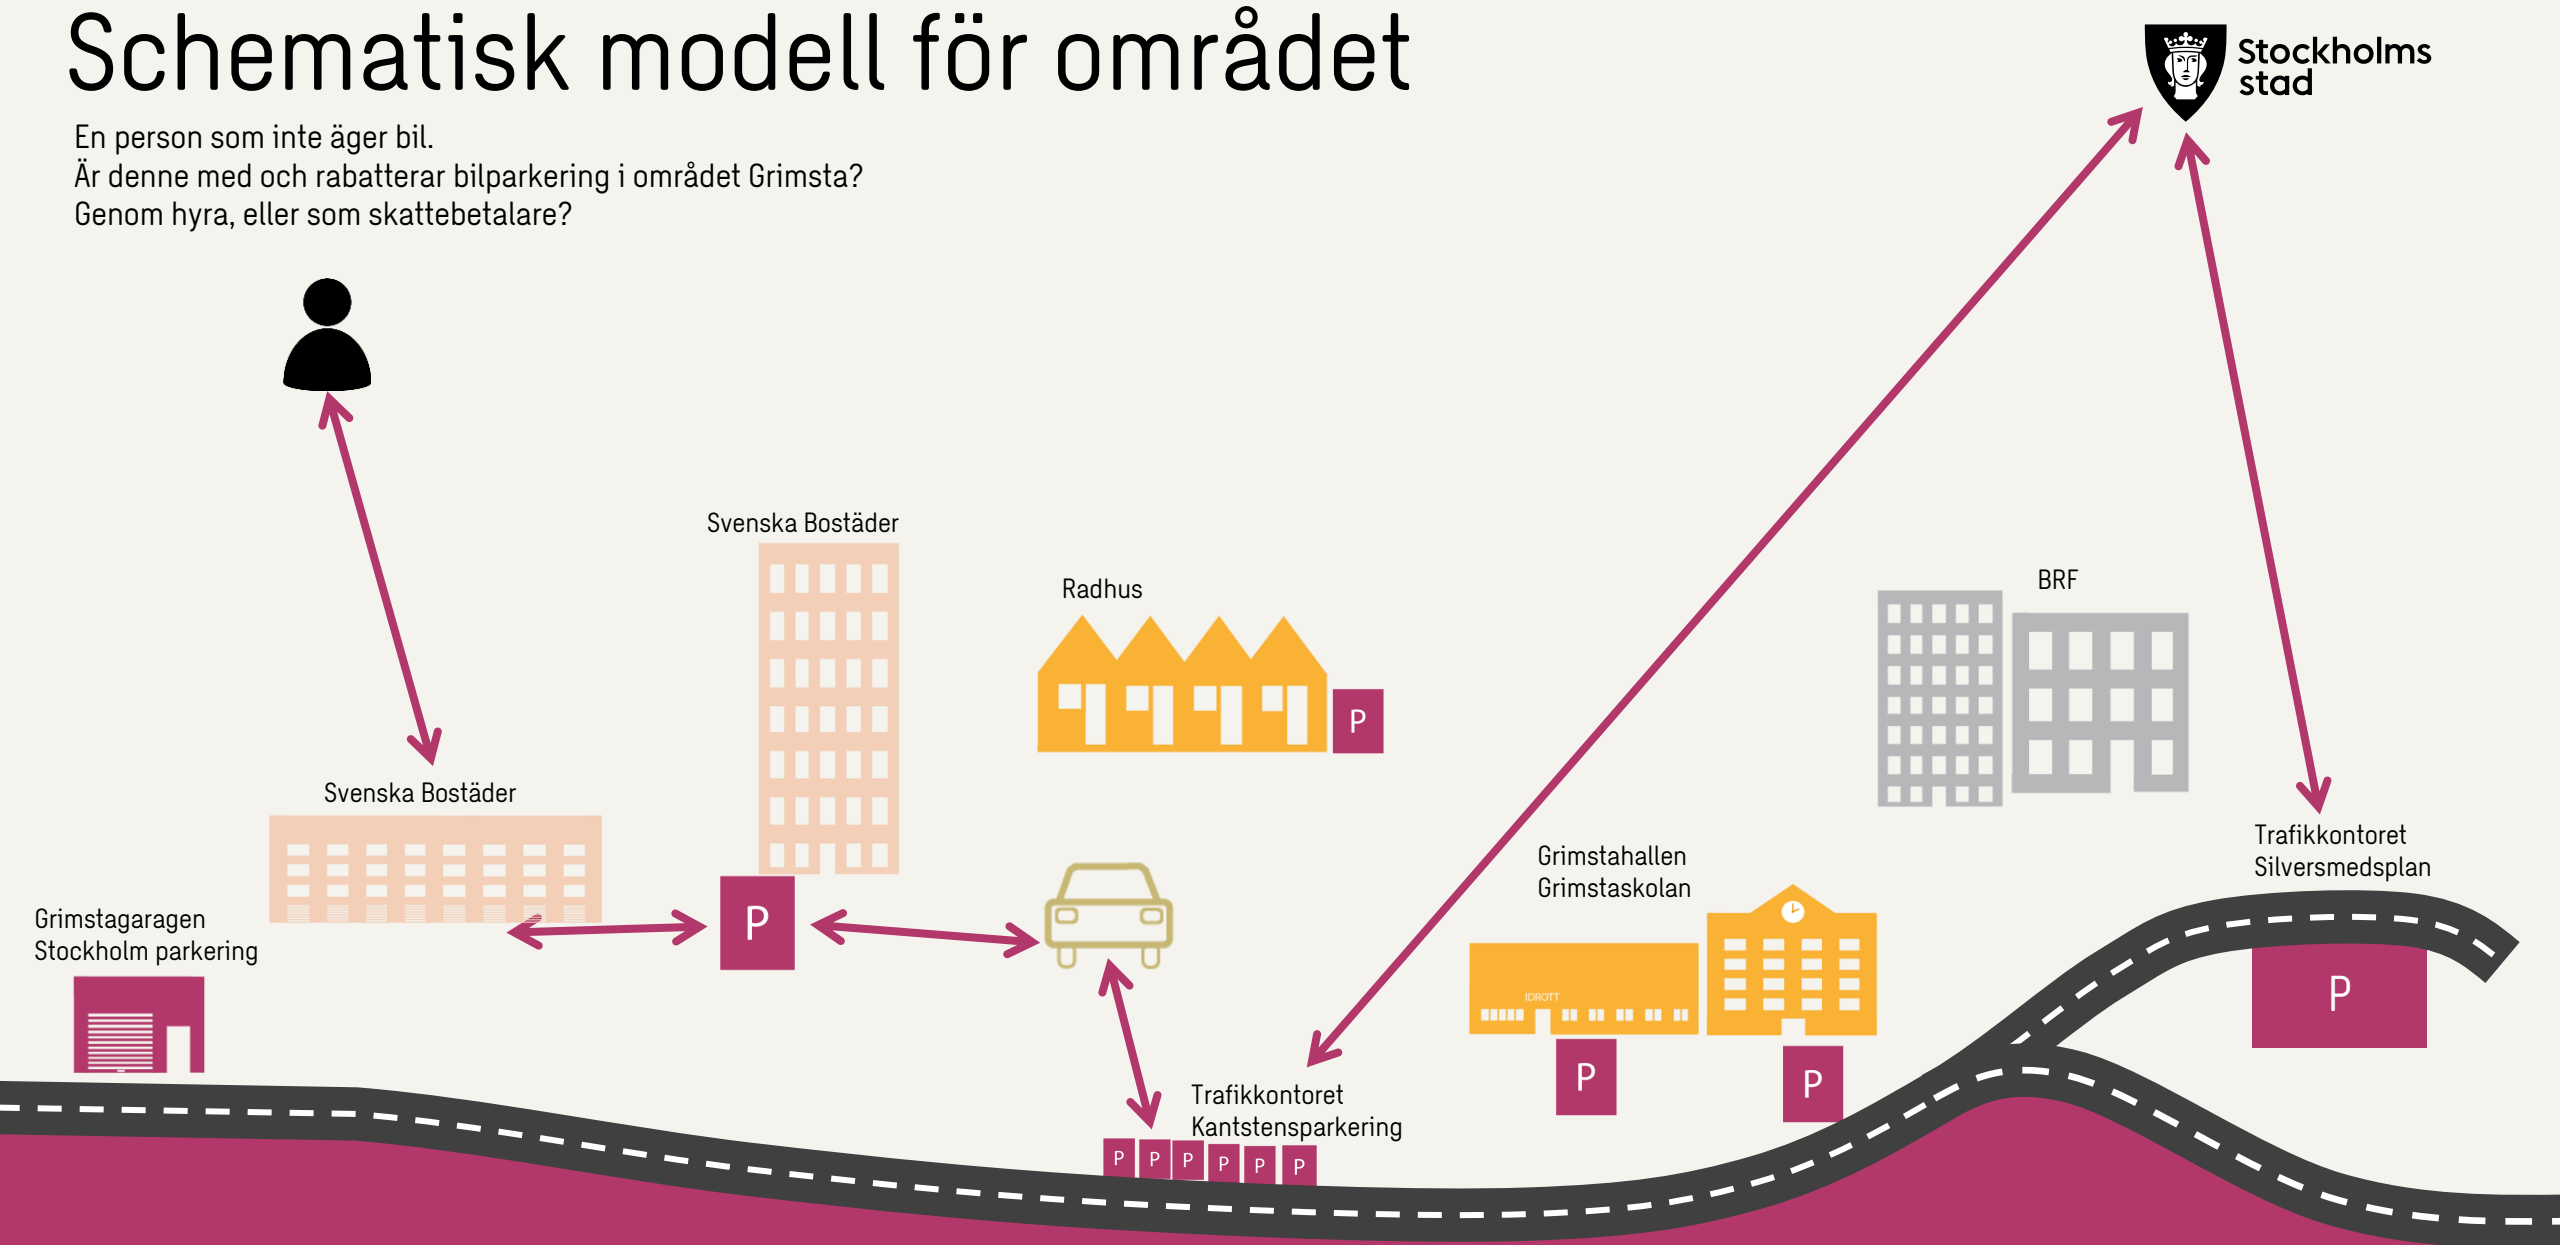 Schematisk modell för området
Stockholms
stad
En person som inte äger bil.
Är denne med och rabatterar bilparkering i området Grimsta?
Genom hyra, eller som skattebetalare?
Svenska Bostäder
Radhus
BRF
P
Svenska Bostäder
Trafikkontoret
Silversmedsplan
Grimstahallen
Grimstaskolan
Grimstagaragen
Stockholm parkering
P
IDROTT
P
P
P
Trafikkontoret
Kantstensparkering
P P P P P P